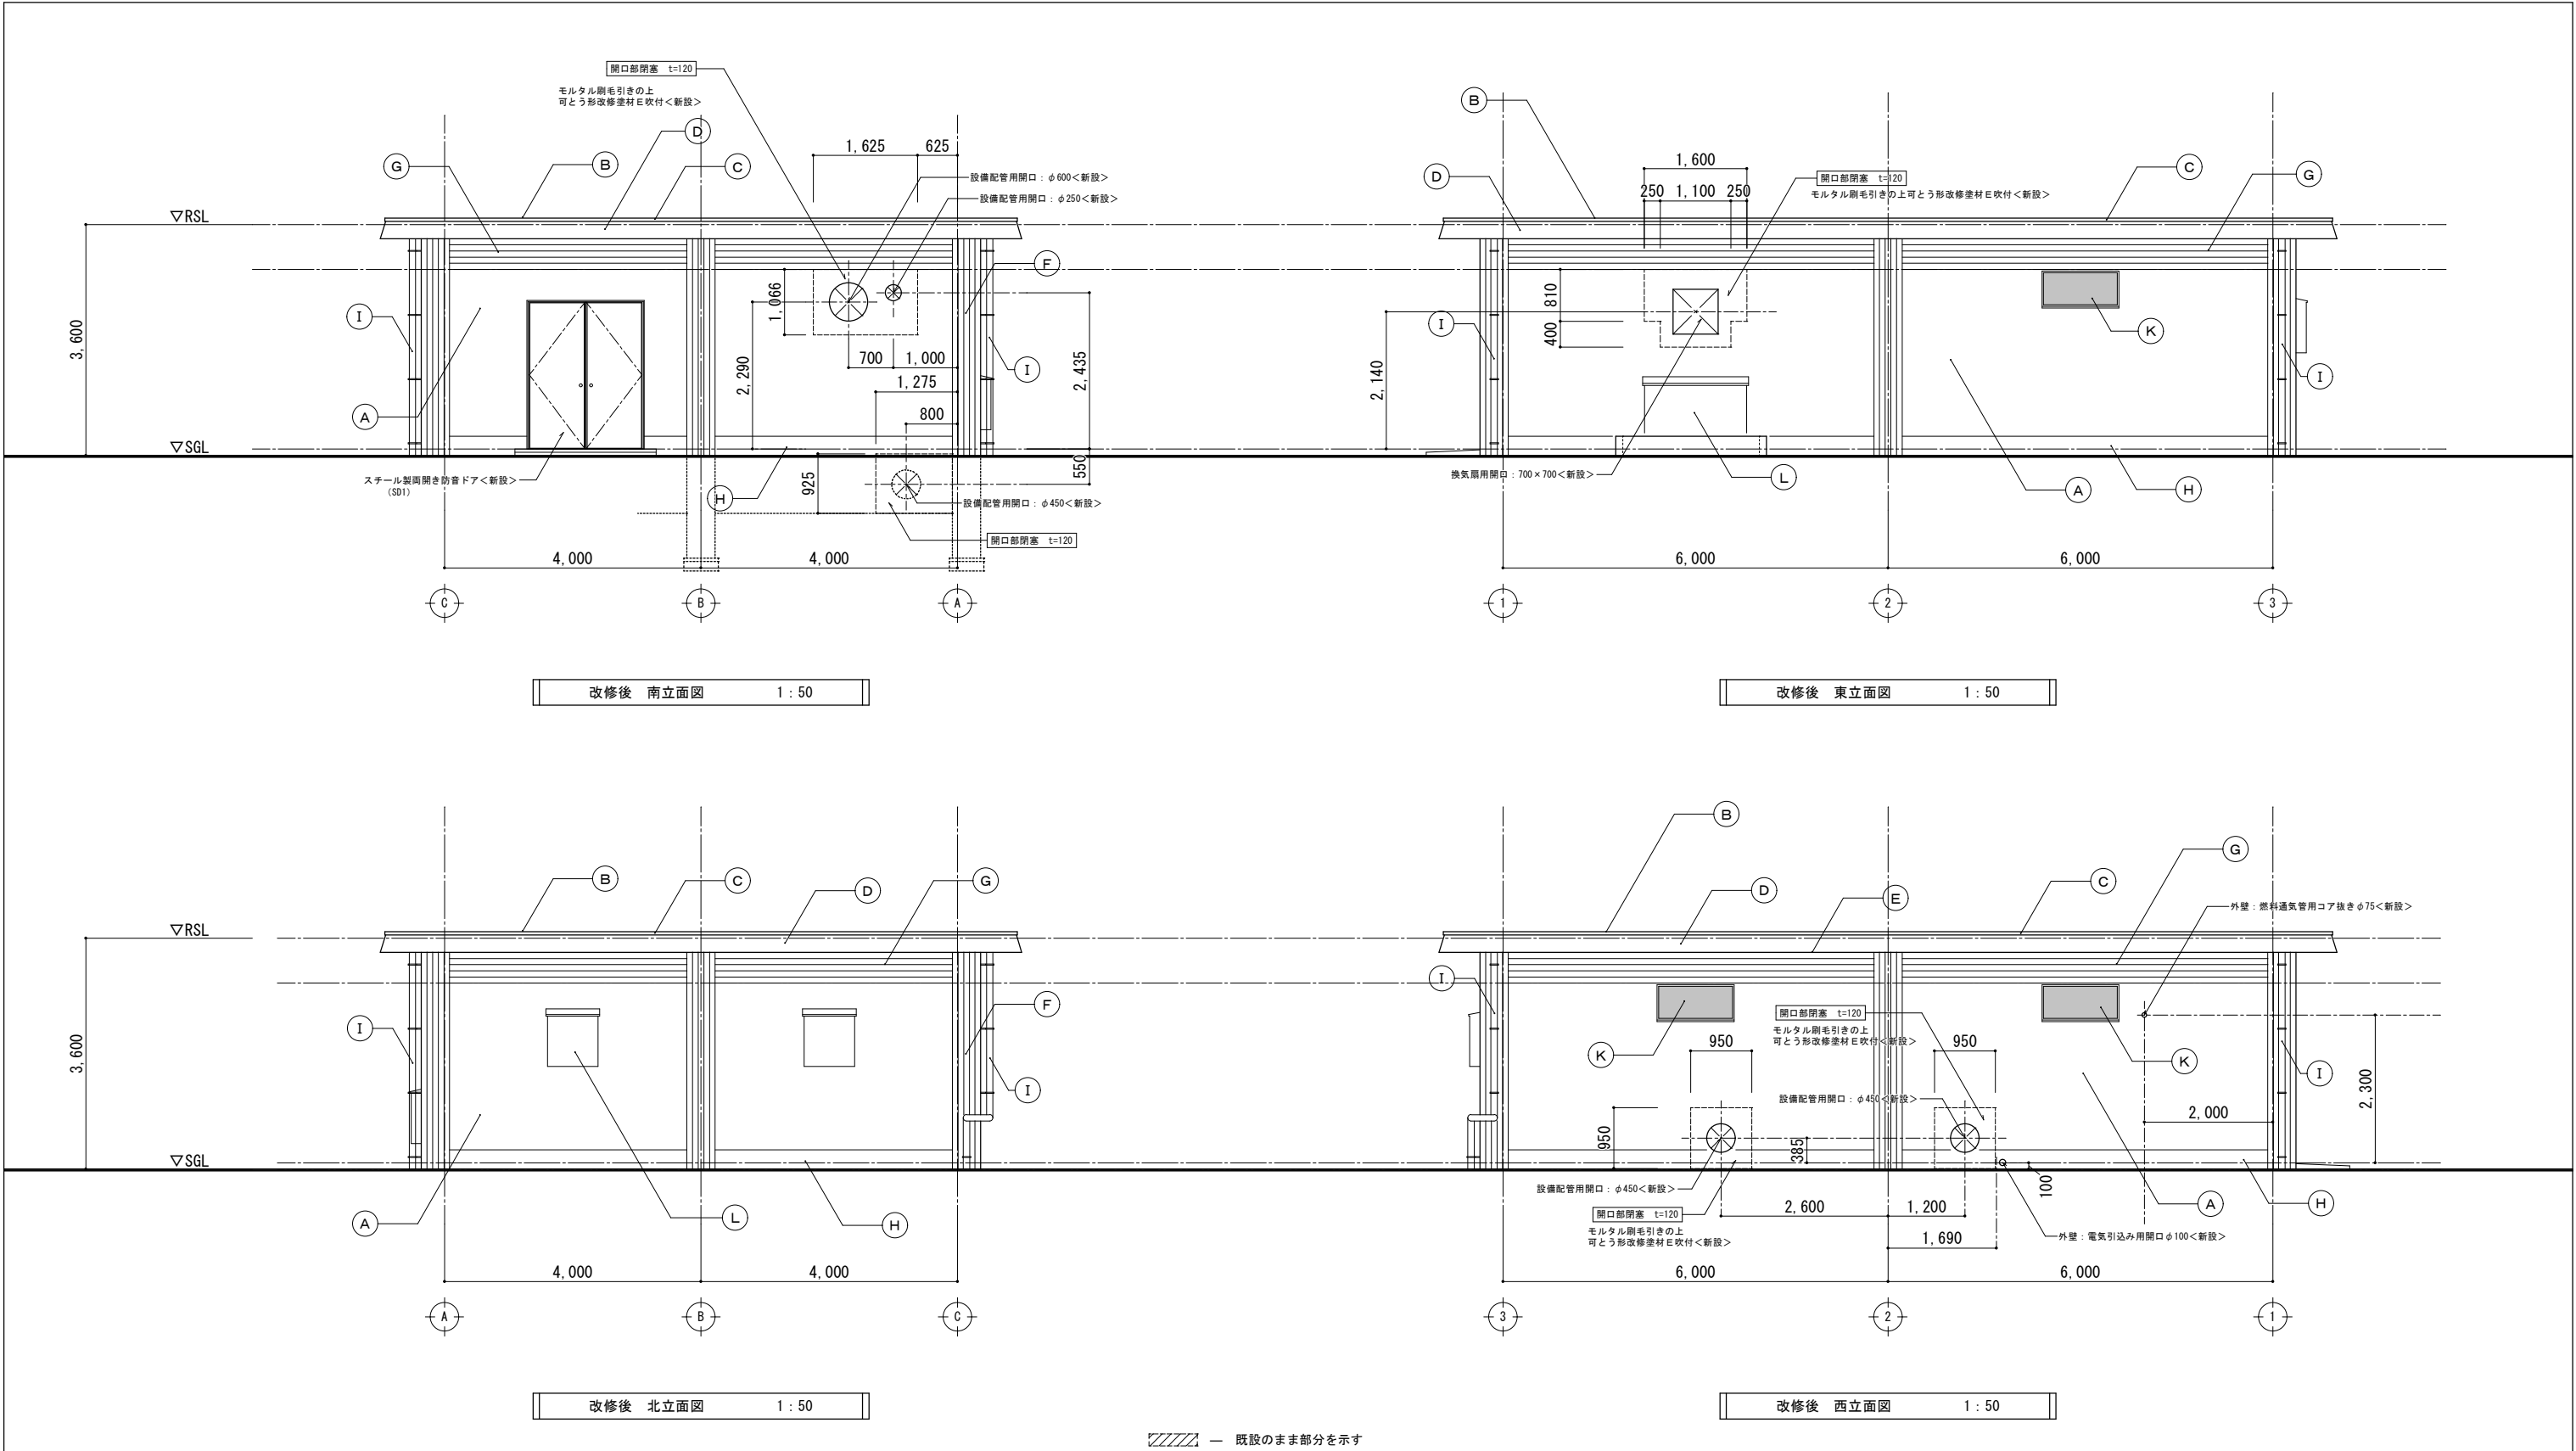 開口部閉塞 t=120
モルタル刷毛引きの上
可とう形改修塗材E吹付<新設>
D
G
B
C
1,625
625
設備配管用開口：φ600<新設>
設備配管用開口：φ250<新設>
▽RSL
F
3,600
I
1,066
2,290
700
1,000
2,435
I
1,275
A
800
▽SGL
スチール製両開き防音ドア<新設>
(SD1)
925
H
550
設備配管用開口：φ450<新設>
開口部閉塞 t=120
4,000
4,000
C
B
A
改修後 南立面図 1：50
B
D
1,600
250
1,100
250
開口部閉塞 t=120
モルタル刷毛引きの上可とう形改修塗材E吹付<新設>
C
G
I
810
400
2,140
K
I
換気扇用開口：700×700<新設>
L
A
H
6,000
6,000
1
2
3
改修後 東立面図 1：50
B
C
D
G
▽RSL
F
3,600
I
I
▽SGL
A
L
H
4,000
4,000
A
B
C
改修後 北立面図 1：50
B
G
D
E
C
外壁：燃料通気管用コア抜きφ75<新設>
I
開口部閉塞 t=120
モルタル刷毛引きの上
可とう形改修塗材E吹付<新設>
K
950
950
K
I
設備配管用開口：φ450<新設>
2,300
2,000
950
385
100
設備配管用開口：φ450<新設>
開口部閉塞 t=120
モルタル刷毛引きの上
可とう形改修塗材E吹付<新設>
2,600
1,200
1,690
A
H
外壁：電気引込み用開口φ100<新設>
6,000
6,000
3
2
1
改修後 西立面図 1：50
— 既設のまま部分を示す